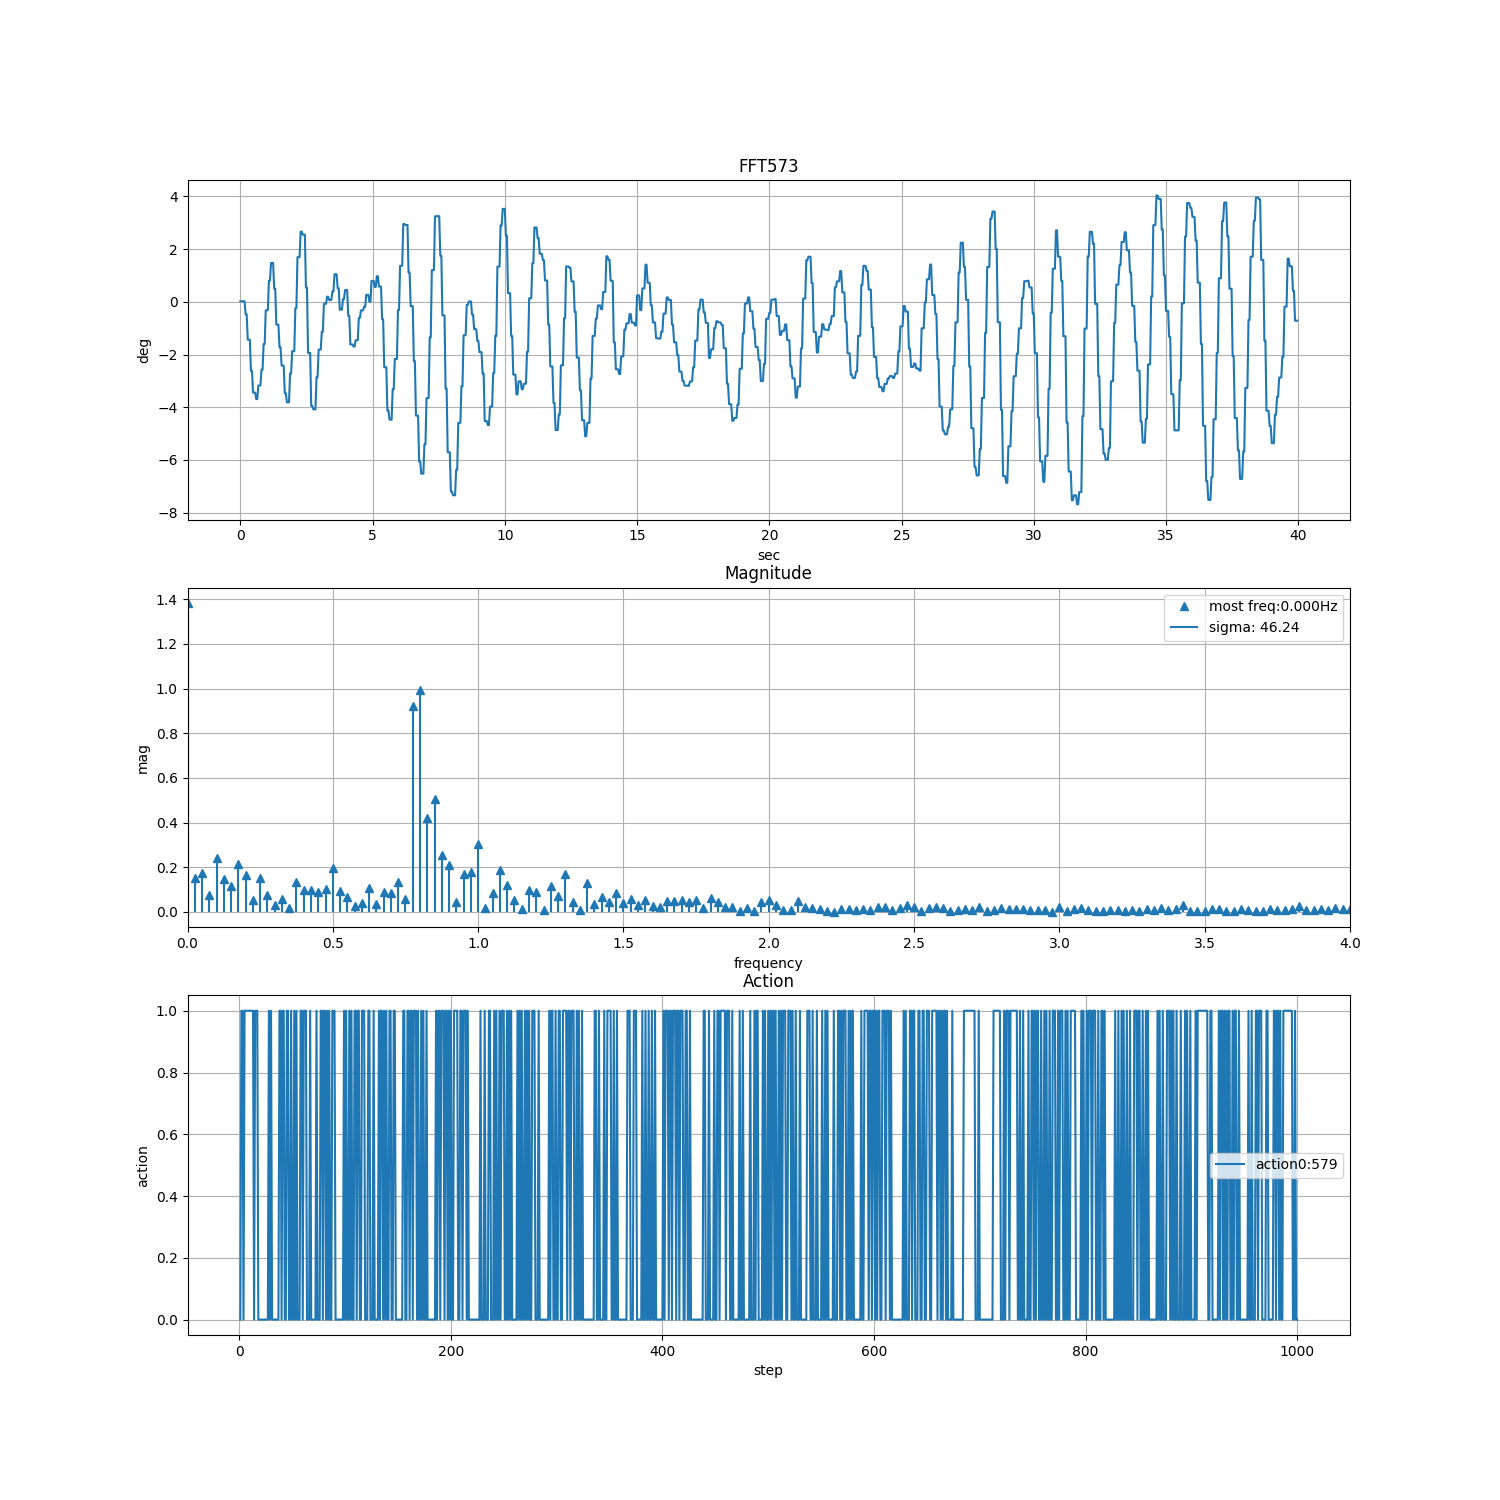 FFT573
4
2
0
−2
−4
−6
−8
deg
0 5 10 15 20 25 30 35 40
sec
Magnitude
1.4
1.2
1.0
0.8
0.6
0.4
0.2
0.0
mag
most freq:0.000Hz
sigma: 46.24
0.0 0.5 1.0 1.5 2.0 2.5 3.0 3.5 4.0
frequency
Action
1.0
0.8
0.6
0.4
0.2
0.0
action
action0:579
0 200 400 600 800 1000
step